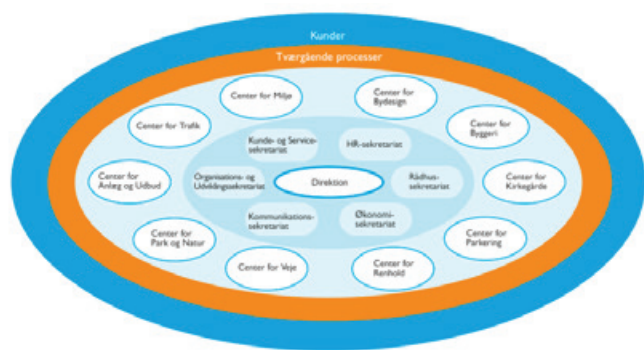 Kunder
Tværgående processer
Center for Miljø
Center for
Bydesign
Center for Trafik
Center for
Byggeri
Kunde- og Service-
sekretariat
HR-sekretariat
Center for
Anlæg og Udbud
Organisations- og
Udviklingssekretariat
Direktion
Rådhus-
sekretariat
Center for
Kirkegårde
Kommunikations-
sekretariat
Økonomi-
sekretariat
Center for
Park og Natur
Center for
Parkering
Center for Veje
Center for
Renhold